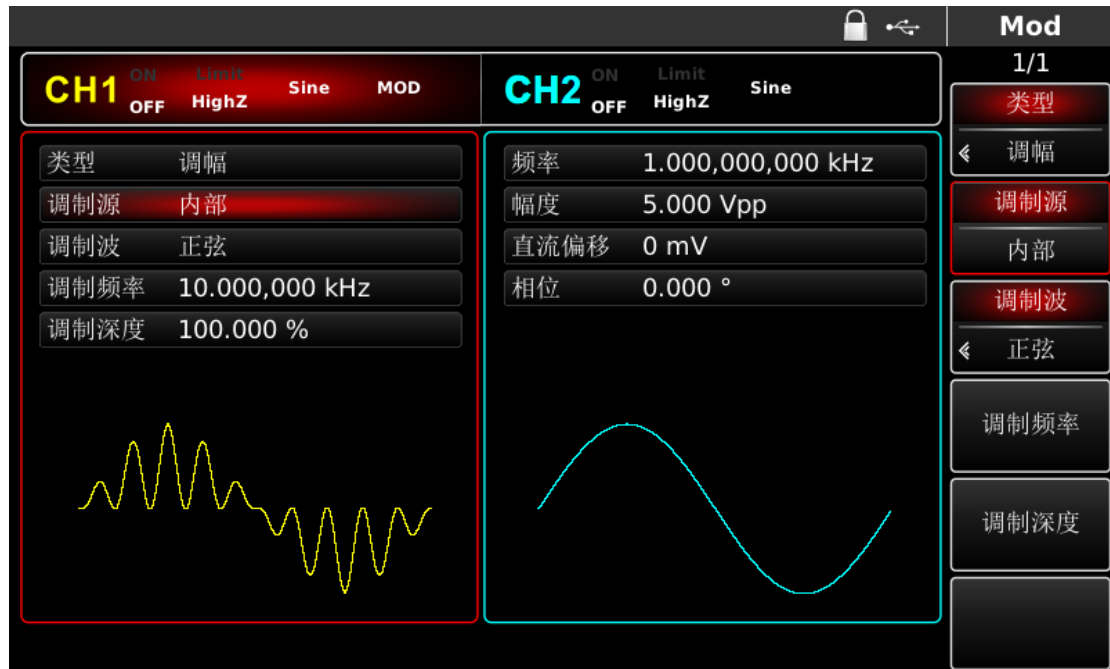 Mod
1/1
CH1 ON OFF Limit HighZ Sine MOD
CH2 ON OFF Limit HighZ Sine
类型 调幅
调制源 内部
调制波 正弦
调制频率 10.000,000 kHz
调制深度 100.000 %
频率 1.000,000,000 kHz
幅度 5.000 Vpp
直流偏移 0 mV
相位 0.000 °
类型
调幅
调制源
内部
调制波
正弦
调制频率
调制深度